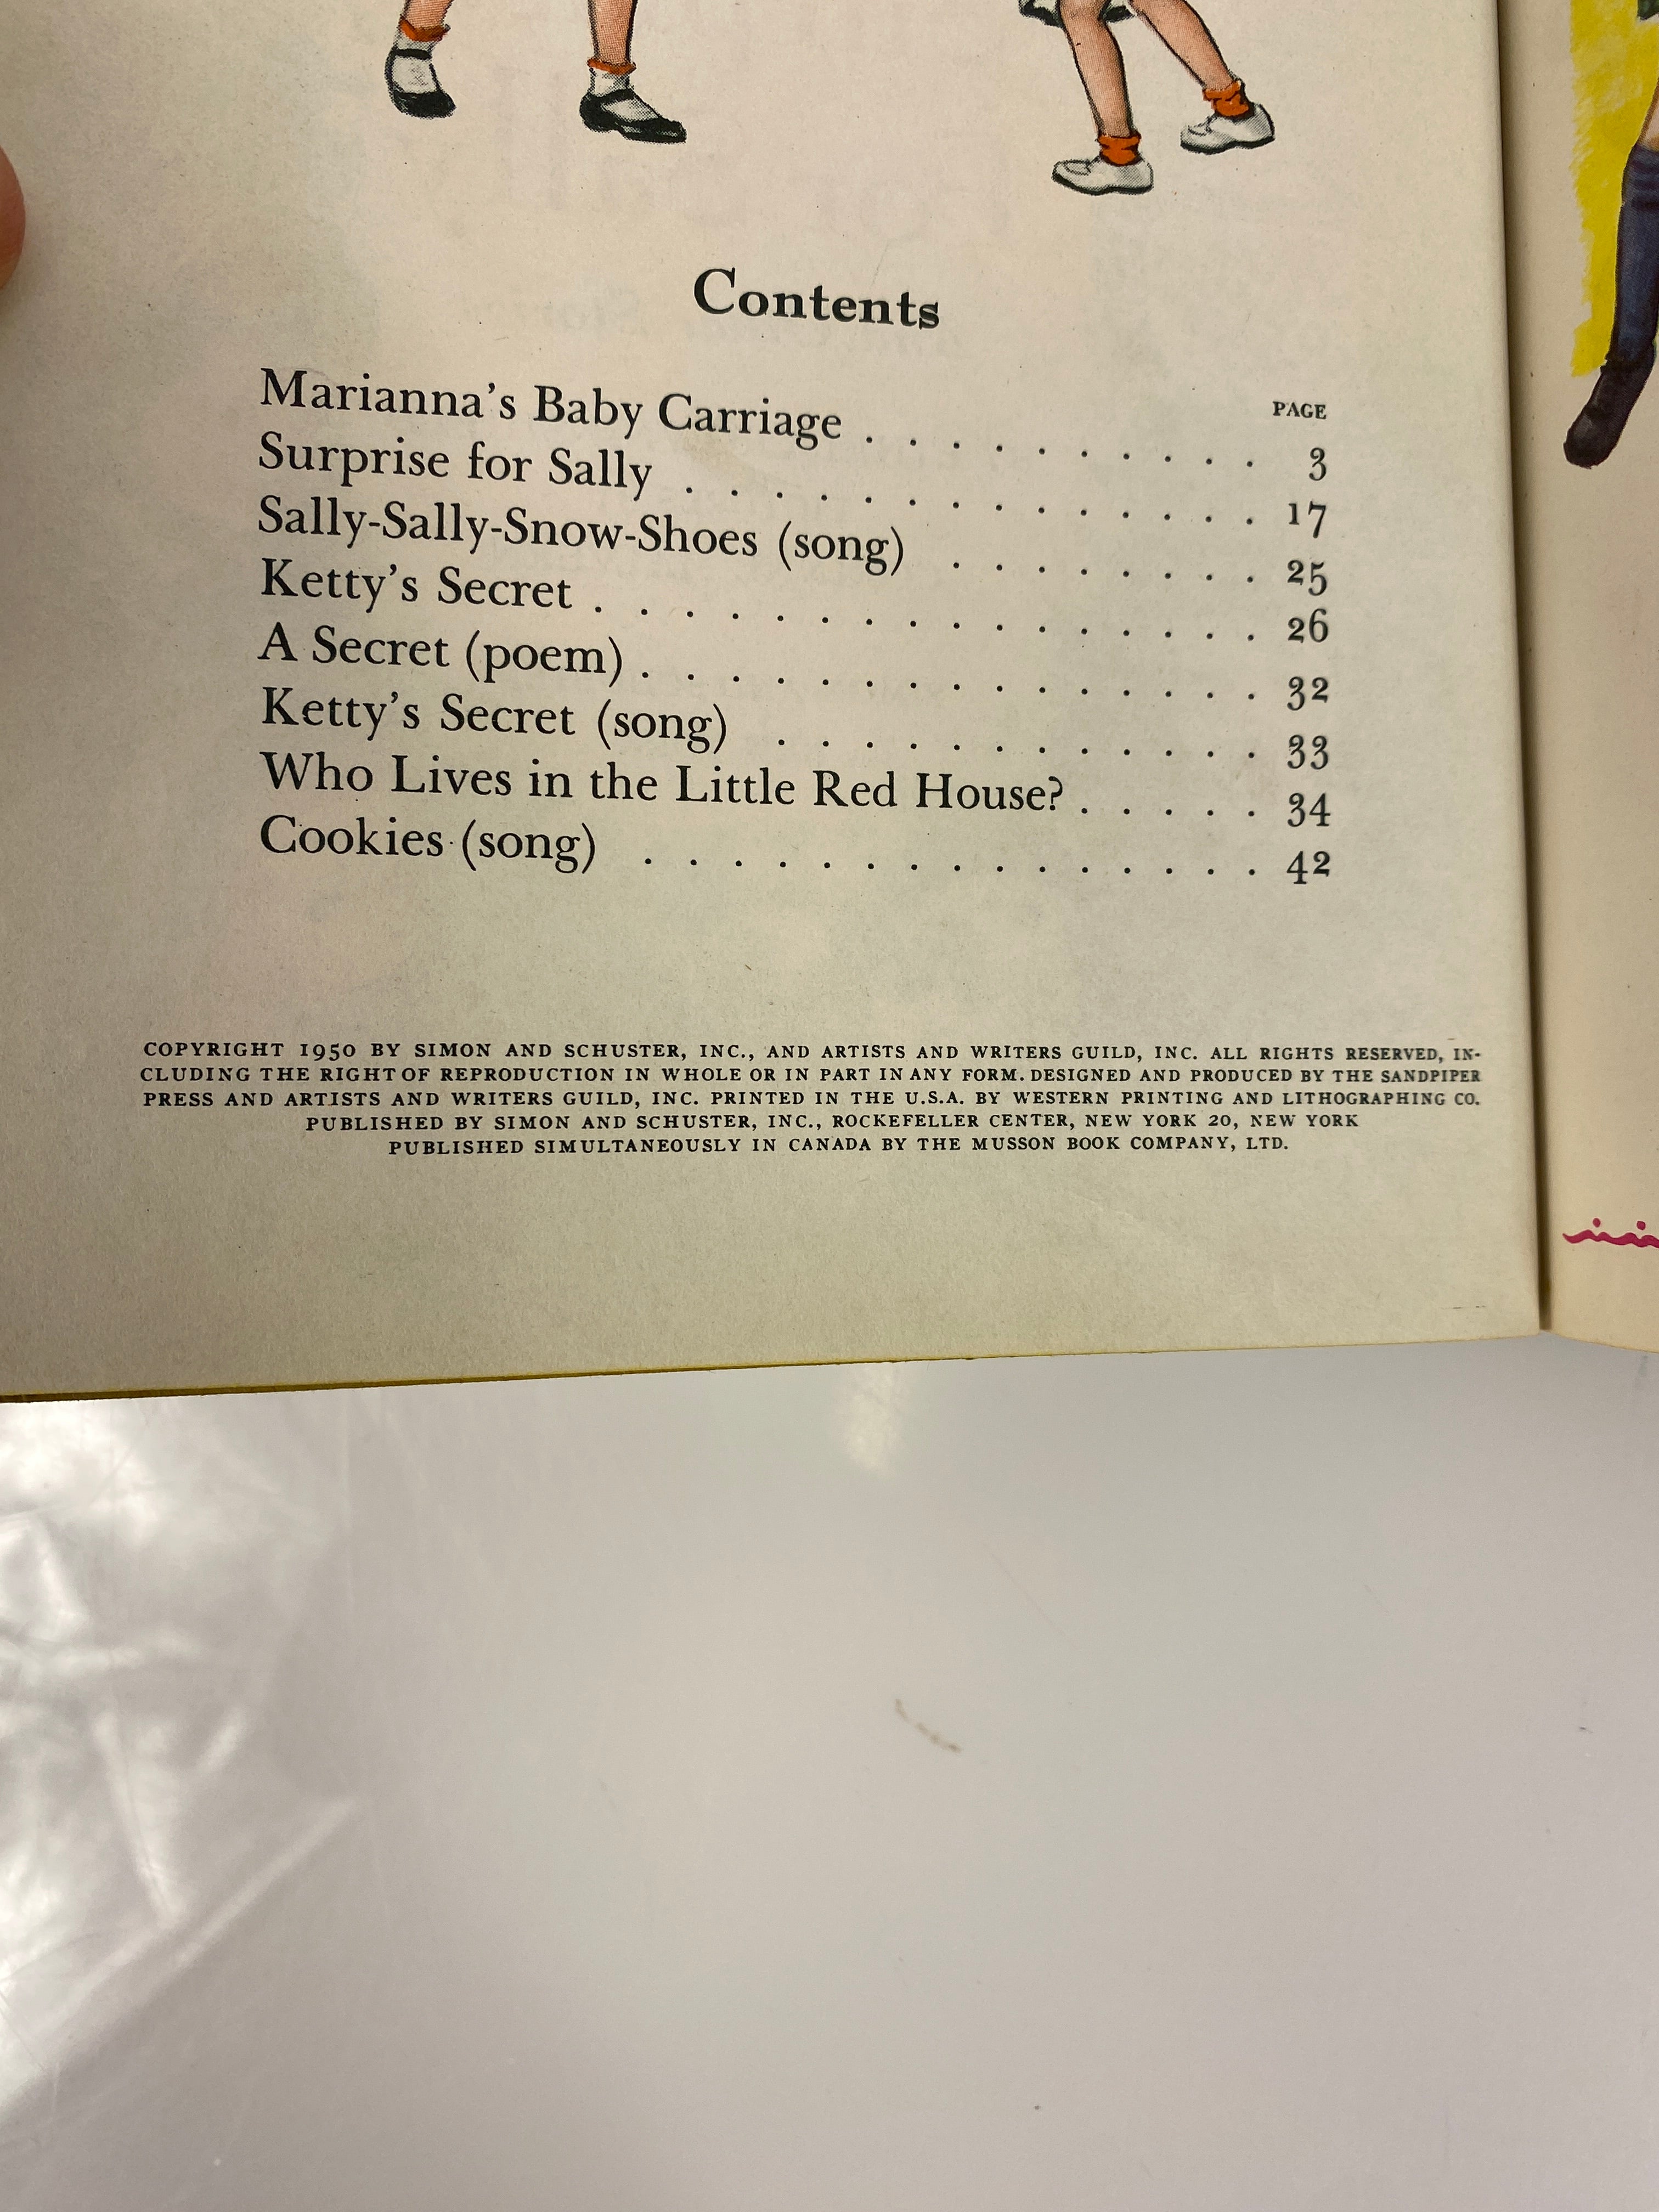 Contents
PAGE
Marianna's Baby Carriage . . . . . . . . . . 3
Surprise for Sally . . . . . . . . . . . . . . 17
Sally-Sally-Snow-Shoes (song) . . . . . . . . 25
Ketty's Secret . . . . . . . . . . . . . . . . 26
A Secret (poem) . . . . . . . . . . . . . . . 32
Ketty's Secret (song) . . . . . . . . . . . . 33
Who Lives in the Little Red House? . . . . . 34
Cookies (song) . . . . . . . . . . . . . . . 42
COPYRIGHT 1950 BY SIMON AND SCHUSTER, INC., AND ARTISTS AND WRITERS GUILD, INC. ALL RIGHTS RESERVED, IN-
CLUDING THE RIGHT OF REPRODUCTION IN WHOLE OR IN PART IN ANY FORM. DESIGNED AND PRODUCED BY THE SANDPIPER
PRESS AND ARTISTS AND WRITERS GUILD, INC. PRINTED IN THE U.S.A. BY WESTERN PRINTING AND LITHOGRAPHING CO.
PUBLISHED BY SIMON AND SCHUSTER, INC., ROCKEFELLER CENTER, NEW YORK 20, NEW YORK
PUBLISHED SIMULTANEOUSLY IN CANADA BY THE MUSSON BOOK COMPANY, LTD.